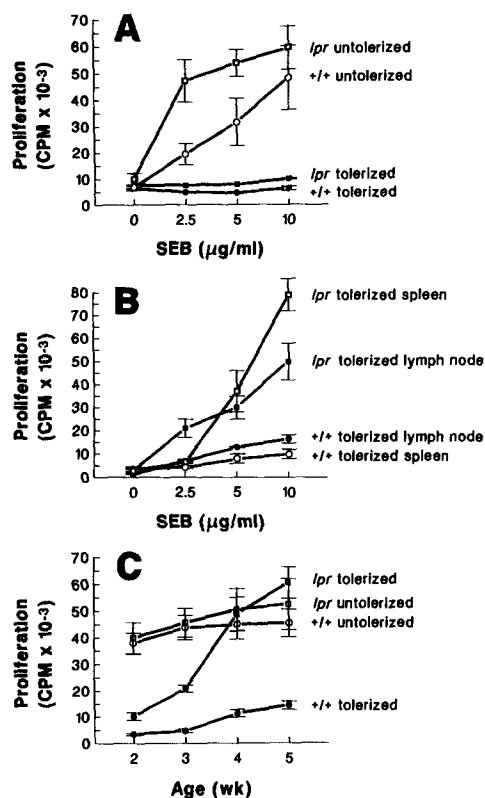 A
Proliferation
(CPM x 10-3)
70
60
50
40
30
20
10
0
lpr untolerized
+/+ untolerized
lpr tolerized
+/+ tolerized
0 2.5 5 10
SEB (μg/ml)
B
Proliferation
(CPM x 10-3)
80
70
60
50
40
30
20
10
0
lpr tolerized spleen
lpr tolerized lymph node
+/+ tolerized lymph node
+/+ tolerized spleen
0 2.5 5 10
SEB (μg/ml)
C
Proliferation
(CPM x 10-3)
70
60
50
40
30
20
10
0
lpr tolerized
lpr untolerized
+/+ untolerized
+/+ tolerized
2 3 4 5
Age (wk)